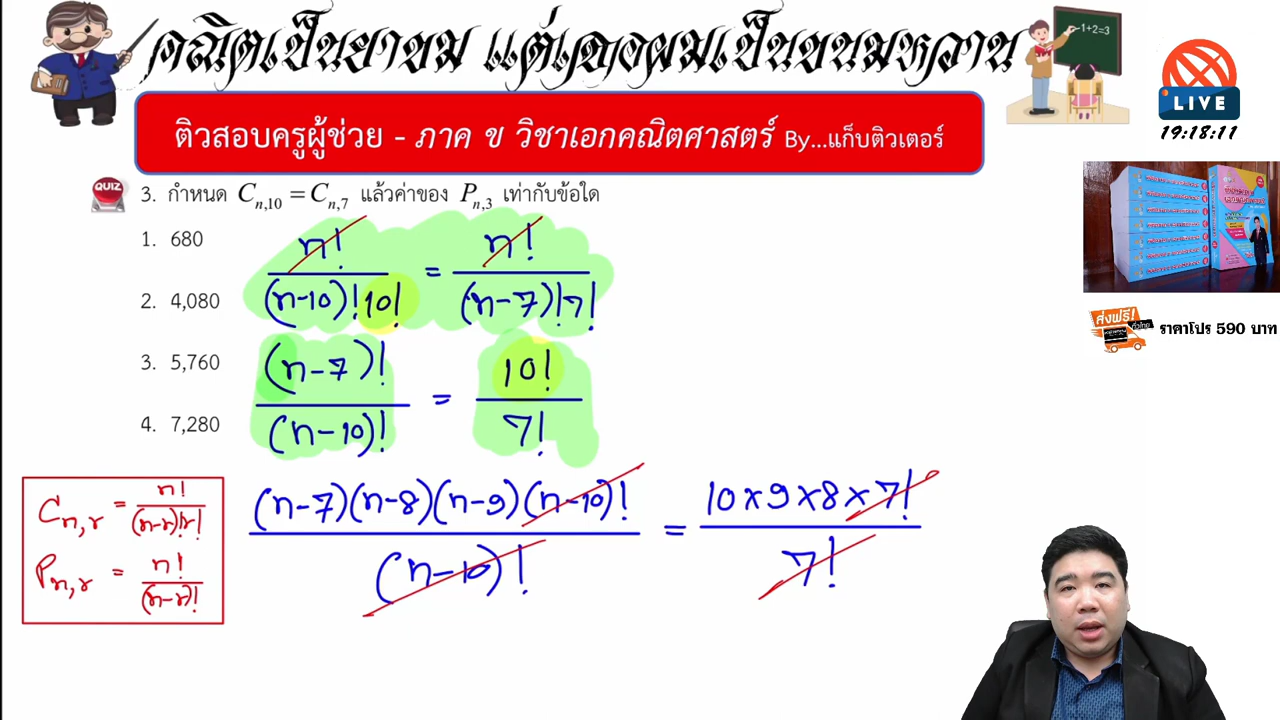 คณิตเป็นยาขม แต่เธอผมเป็นขนมหวาน
-1+2=3
LIVE
19:18:11
ติวสอบครูผู้ช่วย - ภาค ข วิชาเอกคณิตศาสตร์ By...แก็บติวเตอร์
QUIZ
3. กำหนด C_{n,10} = C_{n,7} แล้วค่าของ P_{n,3} เท่ากับข้อใด
1. 680
2. 4,080
3. 5,760
4. 7,280
n!/((n-10)!10!) = n!/((n-7)!7!)
(n-7)!/(n-10)! = 10!/7!
(n-7)(n-8)(n-9)(n-10)!/(n-10)! = 10×9×8×7!/7!
C_{n,r} = n!/((n-r)!r!)
P_{n,r} = n!/(n-r)!
ส่งฟรี!
ทั่วไทย
ราคาโปร 590 บาท